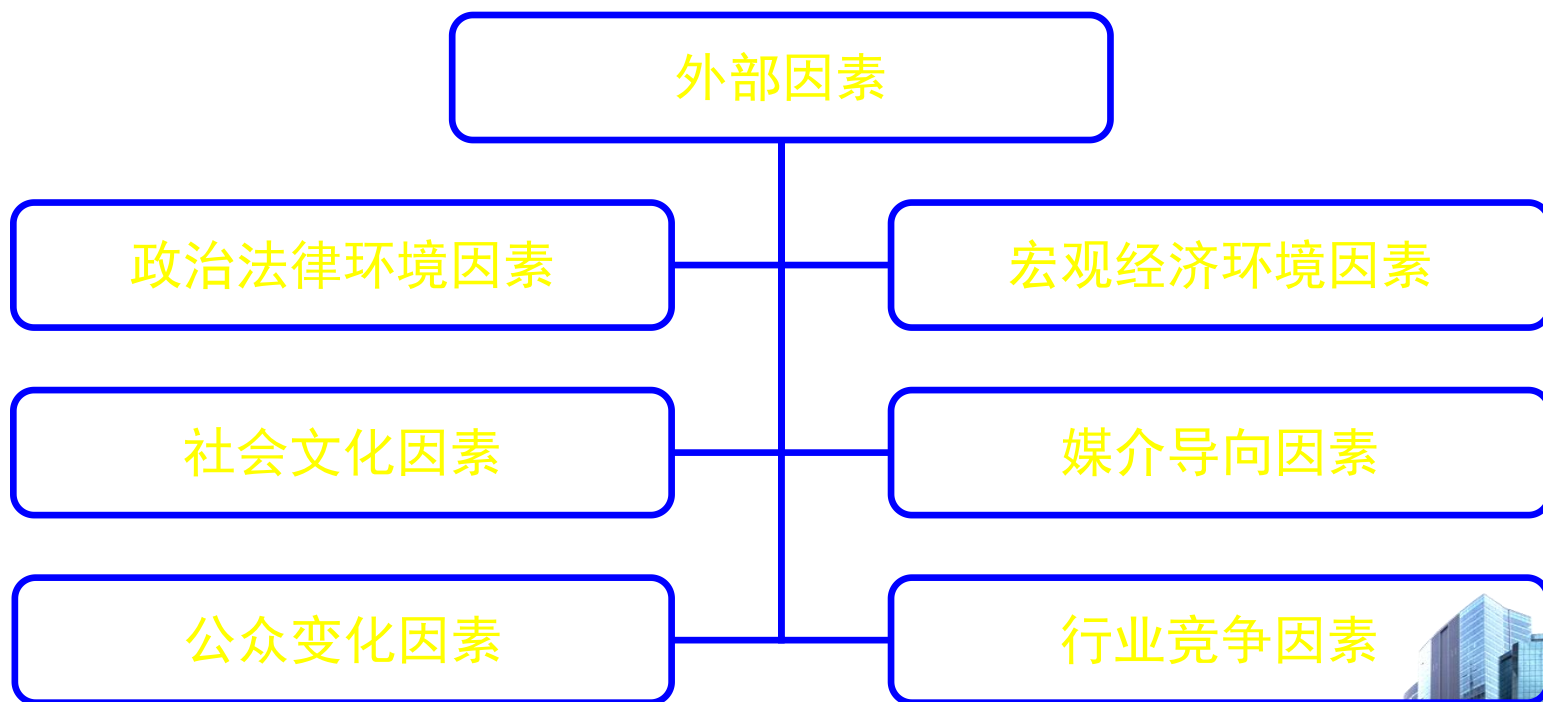 外部因素
政治法律环境因素
宏观经济环境因素
社会文化因素
媒介导向因素
公众变化因素
行业竞争因素